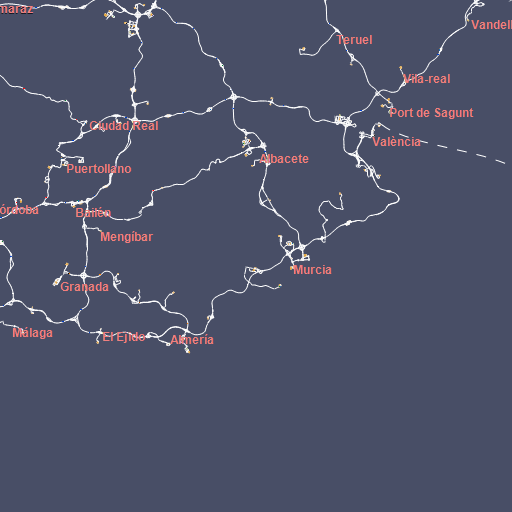 maraz
Vandell
Teruel
Vila-real
Port de Sagunt
Ciudad Real
València
Albacete
Puertollano
órdoba
Bailén
Mengíbar
Murcia
Granada
Málaga
El Ejido
Almería